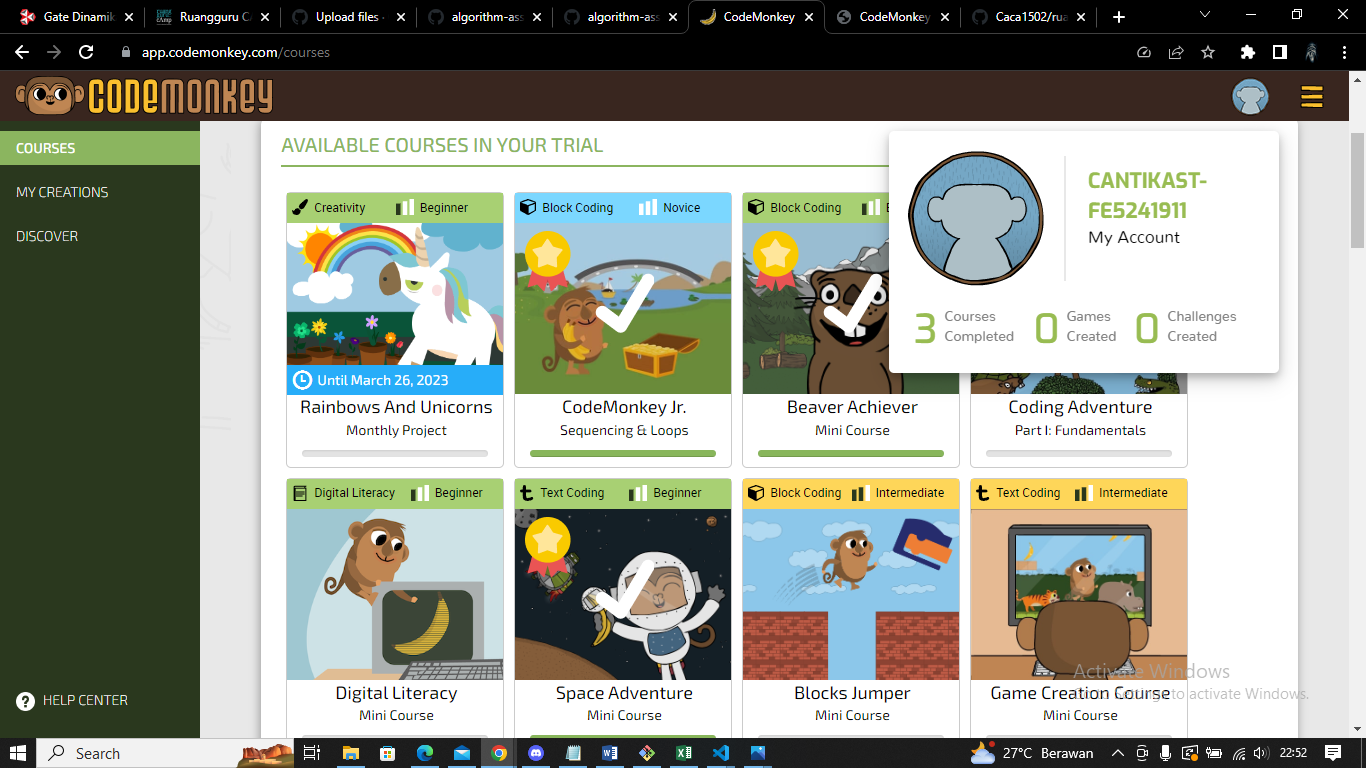 Gate Dinamik
Ruangguru C
Upload files
algorithm-ass
algorithm-ass
CodeMonkey
CodeMonkey
Caca1502/rua
app.codemonkey.com/courses
CODEMONKEY
COURSES
MY CREATIONS
DISCOVER
HELP CENTER
AVAILABLE COURSES IN YOUR TRIAL
CANTIKAST-
FE5241911
My Account
3 Courses Completed
0 Games Created
0 Challenges Created
Creativity Beginner
Until March 26, 2023
Rainbows And Unicorns
Monthly Project
Block Coding Novice
CodeMonkey Jr.
Sequencing & Loops
Block Coding
Beaver Achiever
Mini Course
Coding Adventure
Part I: Fundamentals
Digital Literacy Beginner
Digital Literacy
Mini Course
Text Coding Beginner
Space Adventure
Mini Course
Block Coding Intermediate
Blocks Jumper
Mini Course
Text Coding Intermediate
Game Creation Course
Mini Course
Activate Windows
Go to Settings to activate Windows.
Search
27°C Berawan
22:52